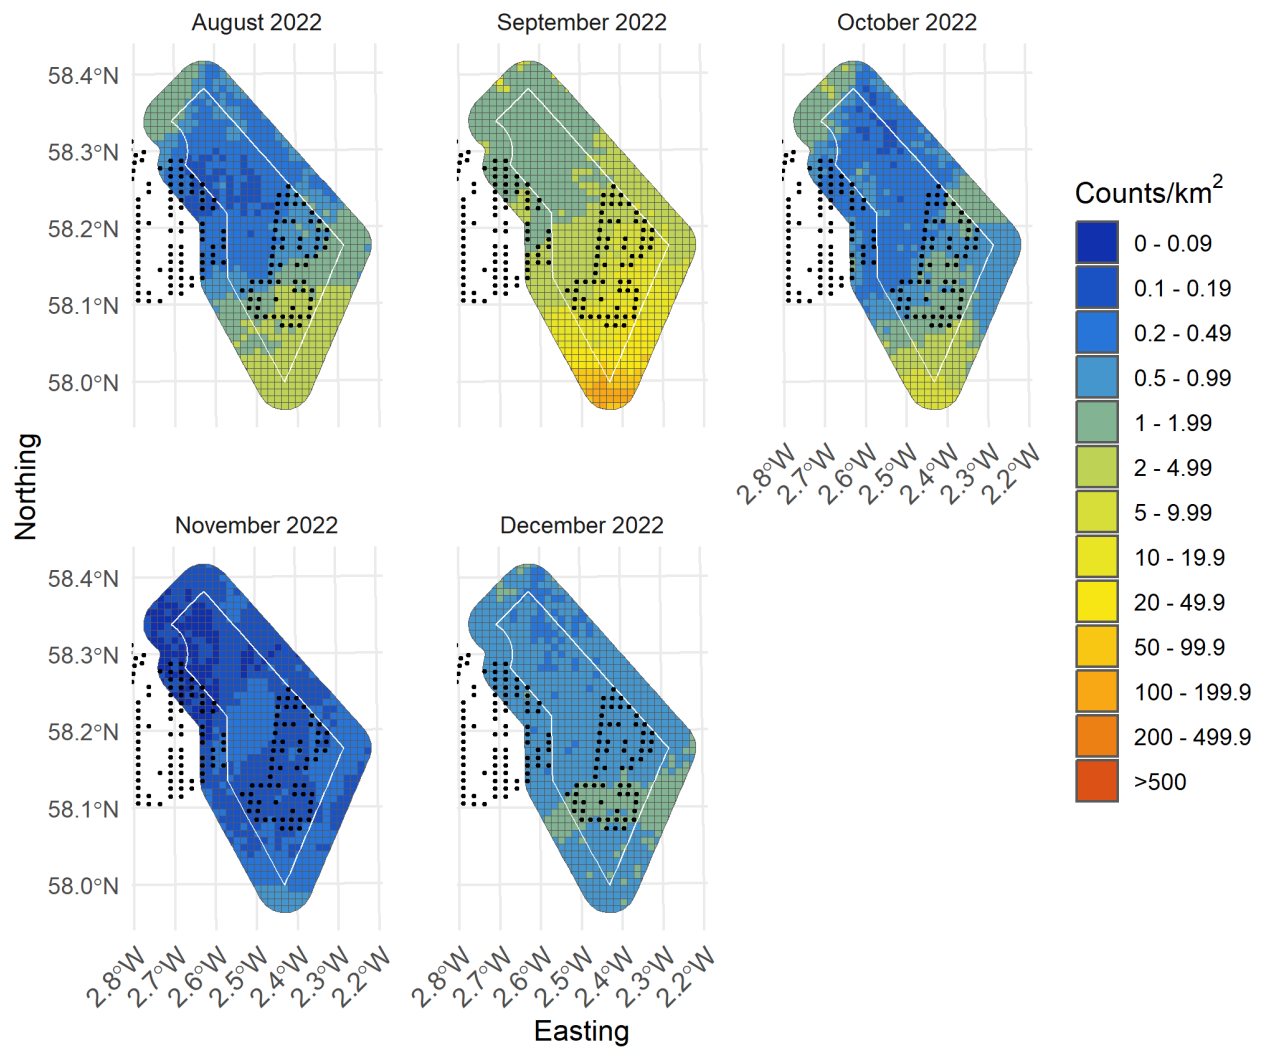 August 2022
September 2022
October 2022
58.4°N
58.3°N
58.2°N
58.1°N
58.0°N
2.8°W
2.7°W
2.6°W
2.5°W
2.4°W
2.3°W
2.2°W
November 2022
December 2022
58.4°N
58.3°N
58.2°N
58.1°N
58.0°N
2.8°W
2.7°W
2.6°W
2.5°W
2.4°W
2.3°W
2.2°W
2.8°W
2.7°W
2.6°W
2.5°W
2.4°W
2.3°W
2.2°W
Northing
Easting
Counts/km²
0 - 0.09
0.1 - 0.19
0.2 - 0.49
0.5 - 0.99
1 - 1.99
2 - 4.99
5 - 9.99
10 - 19.9
20 - 49.9
50 - 99.9
100 - 199.9
200 - 499.9
>500